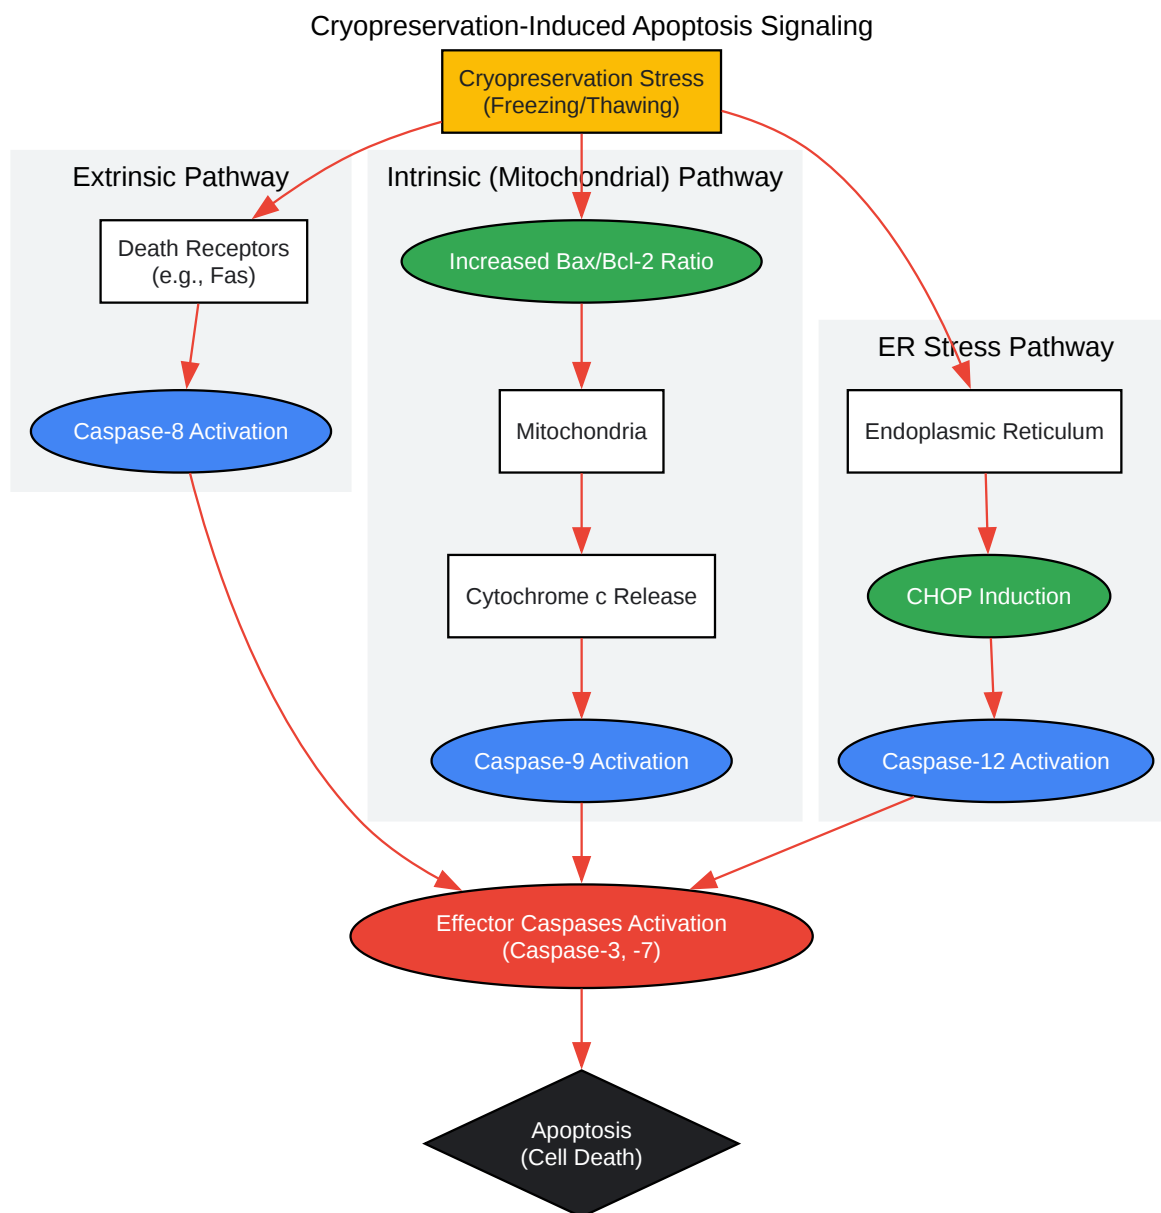 Cryopreservation-Induced Apoptosis Signaling
Cryopreservation Stress
(Freezing/Thawing)
Extrinsic Pathway
Death Receptors
(e.g., Fas)
Caspase-8 Activation
Intrinsic (Mitochondrial) Pathway
Increased Bax/Bcl-2 Ratio
Mitochondria
Cytochrome c Release
Caspase-9 Activation
ER Stress Pathway
Endoplasmic Reticulum
CHOP Induction
Caspase-12 Activation
Effector Caspases Activation
(Caspase-3, -7)
Apoptosis
(Cell Death)